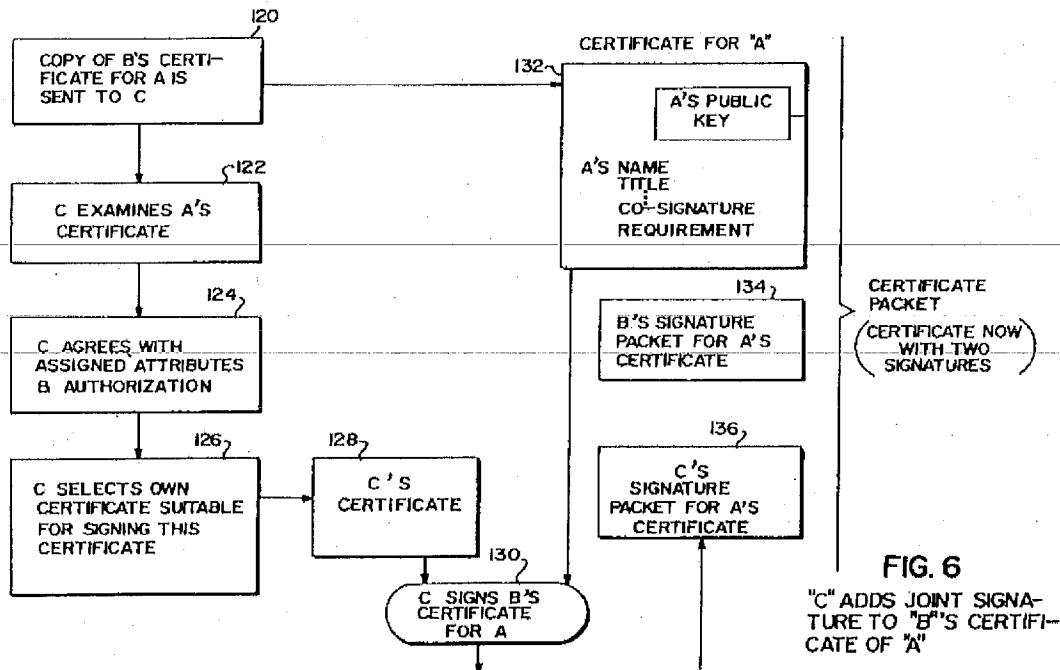 120
COPY OF B'S CERTI-
FICATE FOR A IS
SENT TO C
122
C EXAMINES A'S
CERTIFICATE
124
C AGREES WITH
ASSIGNED ATTRIBUTES
& AUTHORIZATION
126
C SELECTS OWN
CERTIFICATE SUITABLE
FOR SIGNING THIS
CERTIFICATE
128
C'S
CERTIFICATE
130
C SIGNS B'S
CERTIFICATE
FOR A
CERTIFICATE FOR "A"
132
A'S PUBLIC
KEY
A'S NAME
TITLE
CO-SIGNATURE
REQUIREMENT
134
B'S SIGNATURE
PACKET FOR A'S
CERTIFICATE
136
C'S
SIGNATURE
PACKET FOR A'S
CERTIFICATE
CERTIFICATE
PACKET
(CERTIFICATE NOW
WITH TWO
SIGNATURES)
FIG. 6
"C" ADDS JOINT SIGNA-
TURE TO "B"'S CERTIFI-
CATE OF "A"